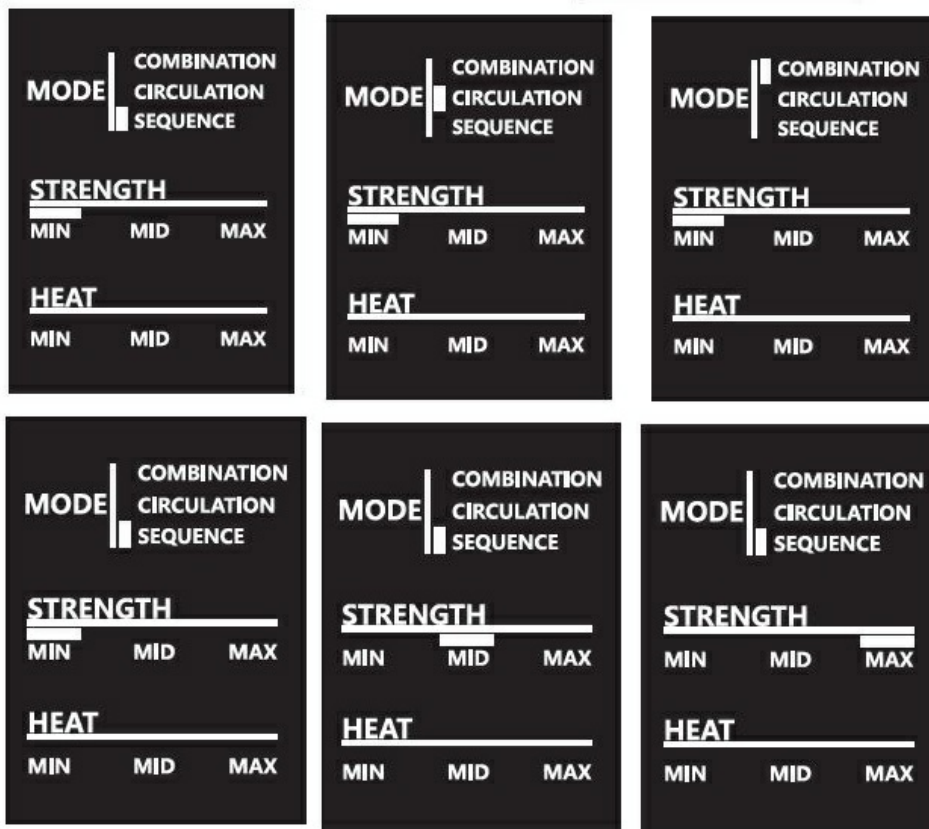 COMBINATION
MODE CIRCULATION
SEQUENCE
STRENGTH
MIN MID MAX
HEAT
MIN MID MAX
COMBINATION
MODE CIRCULATION
SEQUENCE
STRENGTH
MIN MID MAX
HEAT
MIN MID MAX
COMBINATION
MODE CIRCULATION
SEQUENCE
STRENGTH
MIN MID MAX
HEAT
MIN MID MAX
COMBINATION
MODE CIRCULATION
SEQUENCE
STRENGTH
MIN MID MAX
HEAT
MIN MID MAX
COMBINATION
MODE CIRCULATION
SEQUENCE
STRENGTH
MIN MID MAX
HEAT
MIN MID MAX
COMBINATION
MODE CIRCULATION
SEQUENCE
STRENGTH
MIN MID MAX
HEAT
MIN MID MAX